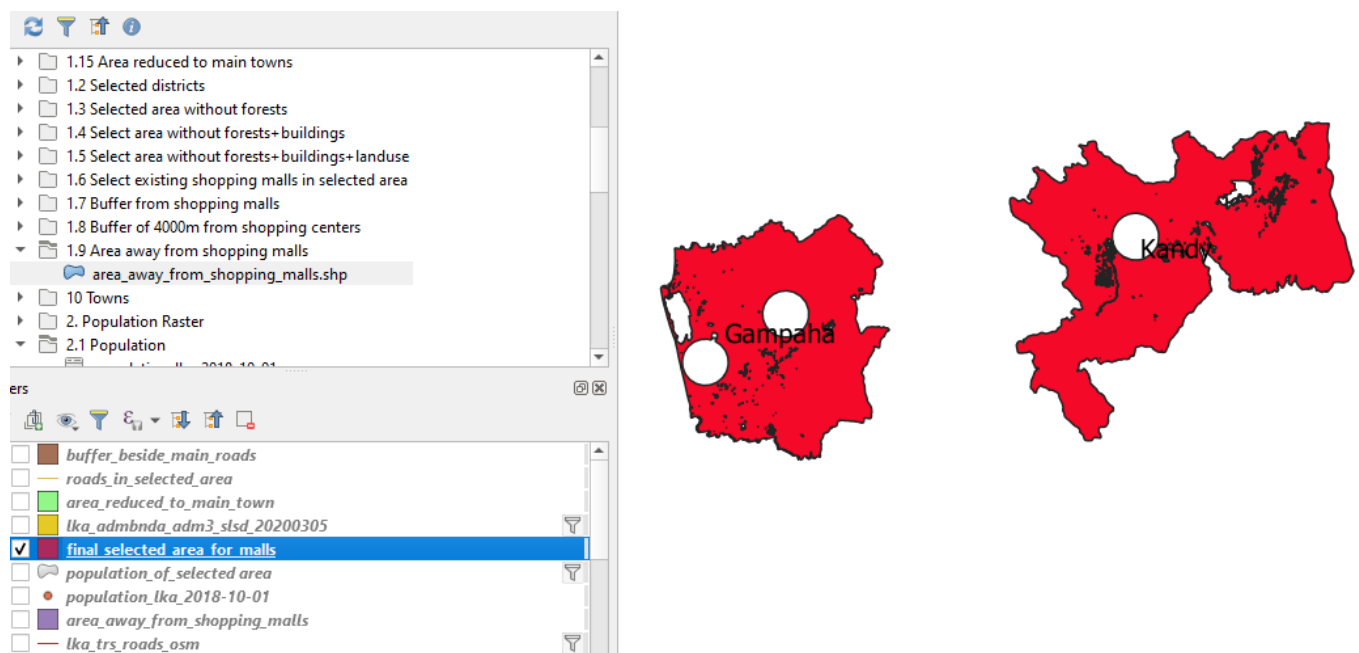 1.15 Area reduced to main towns
1.2 Selected districts
1.3 Selected area without forests
1.4 Select area without forests+buildings
1.5 Select area without forests+buildings+landuse
1.6 Select existing shopping malls in selected area
1.7 Buffer from shopping malls
1.8 Buffer of 4000m from shopping centers
1.9 Area away from shopping malls
area_away_from_shopping_malls.shp
10 Towns
2. Population Raster
2.1 Population
ers
buffer_beside_main_roads
roads_in_selected_area
area_reduced_to_main_town
lka_admbnda_adm3_slsd_20200305
final_selected_area_for_malls
population_of_selected area
population_lka_2018-10-01
area_away_from_shopping_malls
lka_trs_roads_osm
Gampaha
Kandy